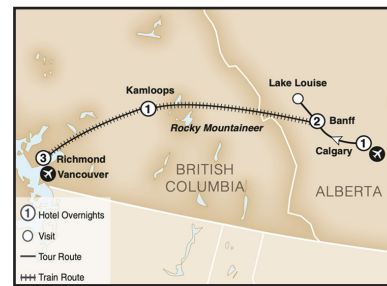 Lake Louise
Kamloops
1
2
Banff
Rocky Mountaineer
Calgary
1
3
Richmond
Vancouver
BRITISH
COLUMBIA
ALBERTA
1 Hotel Overnights
Visit
Tour Route
Train Route